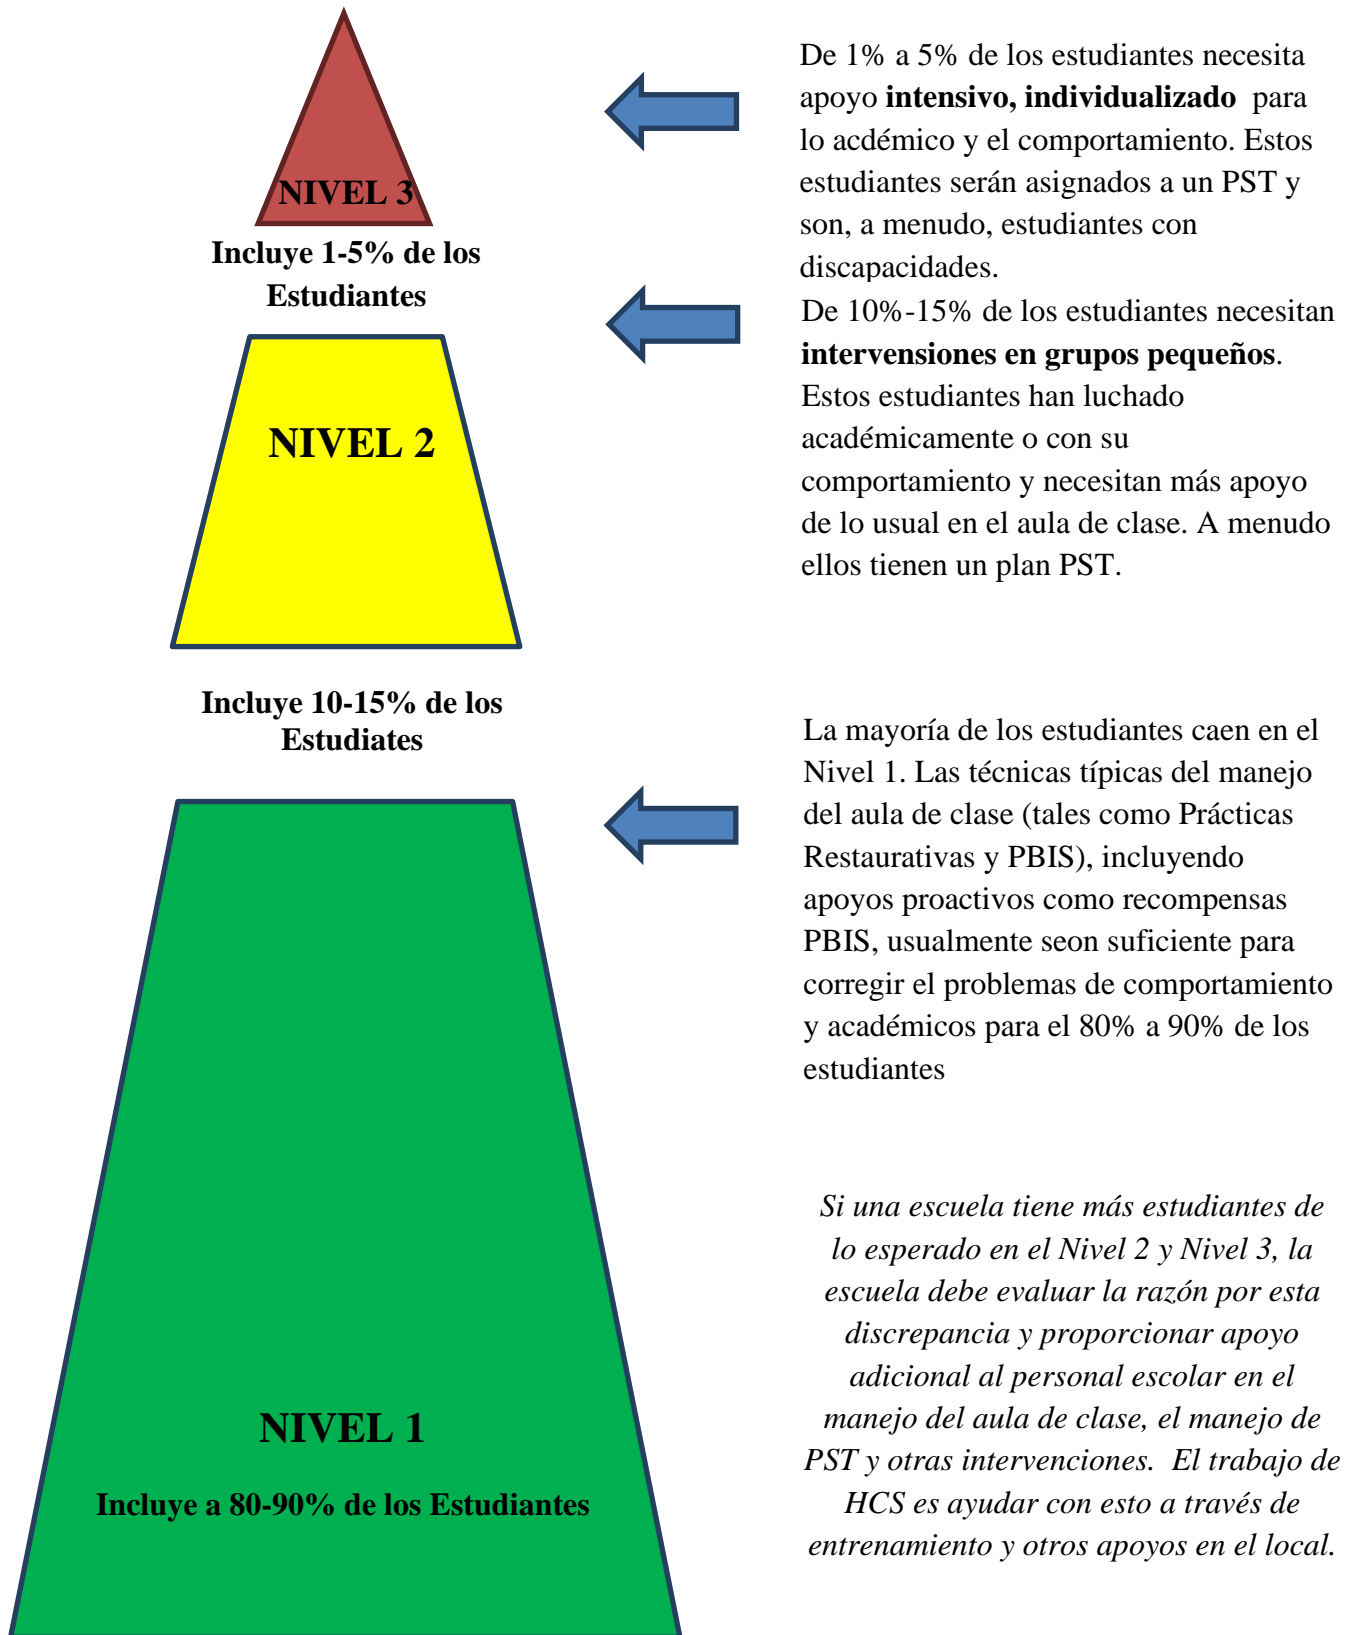 NIVEL 3
Incluye 1-5% de los
Estudiantes
De 1% a 5% de los estudiantes necesita
apoyo intensivo, individualizado para
lo acdémico y el comportamiento. Estos
estudiantes serán asignados a un PST y
son, a menudo, estudiantes con
discapacidades.
NIVEL 2
Incluye 10-15% de los
Estudiates
De 10%-15% de los estudiantes necesitan
intervensiones en grupos pequeños.
Estos estudiantes han luchado
académicamente o con su
comportamiento y necesitan más apoyo
de lo usual en el aula de clase. A menudo
ellos tienen un plan PST.
NIVEL 1
Incluye a 80-90% de los Estudiantes
La mayoría de los estudiantes caen en el
Nivel 1. Las técnicas típicas del manejo
del aula de clase (tales como Prácticas
Restaurativas y PBIS), incluyendo
apoyos proactivos como recompensas
PBIS, usualmente seon suficiente para
corregir el problemas de comportamiento
y académicos para el 80% a 90% de los
estudiantes
Si una escuela tiene más estudiantes de
lo esperado en el Nivel 2 y Nivel 3, la
escuela debe evaluar la razón por esta
discrepancia y proporcionar apoyo
adicional al personal escolar en el
manejo del aula de clase, el manejo de
PST y otras intervenciones. El trabajo de
HCS es ayudar con esto a través de
entrenamiento y otros apoyos en el local.